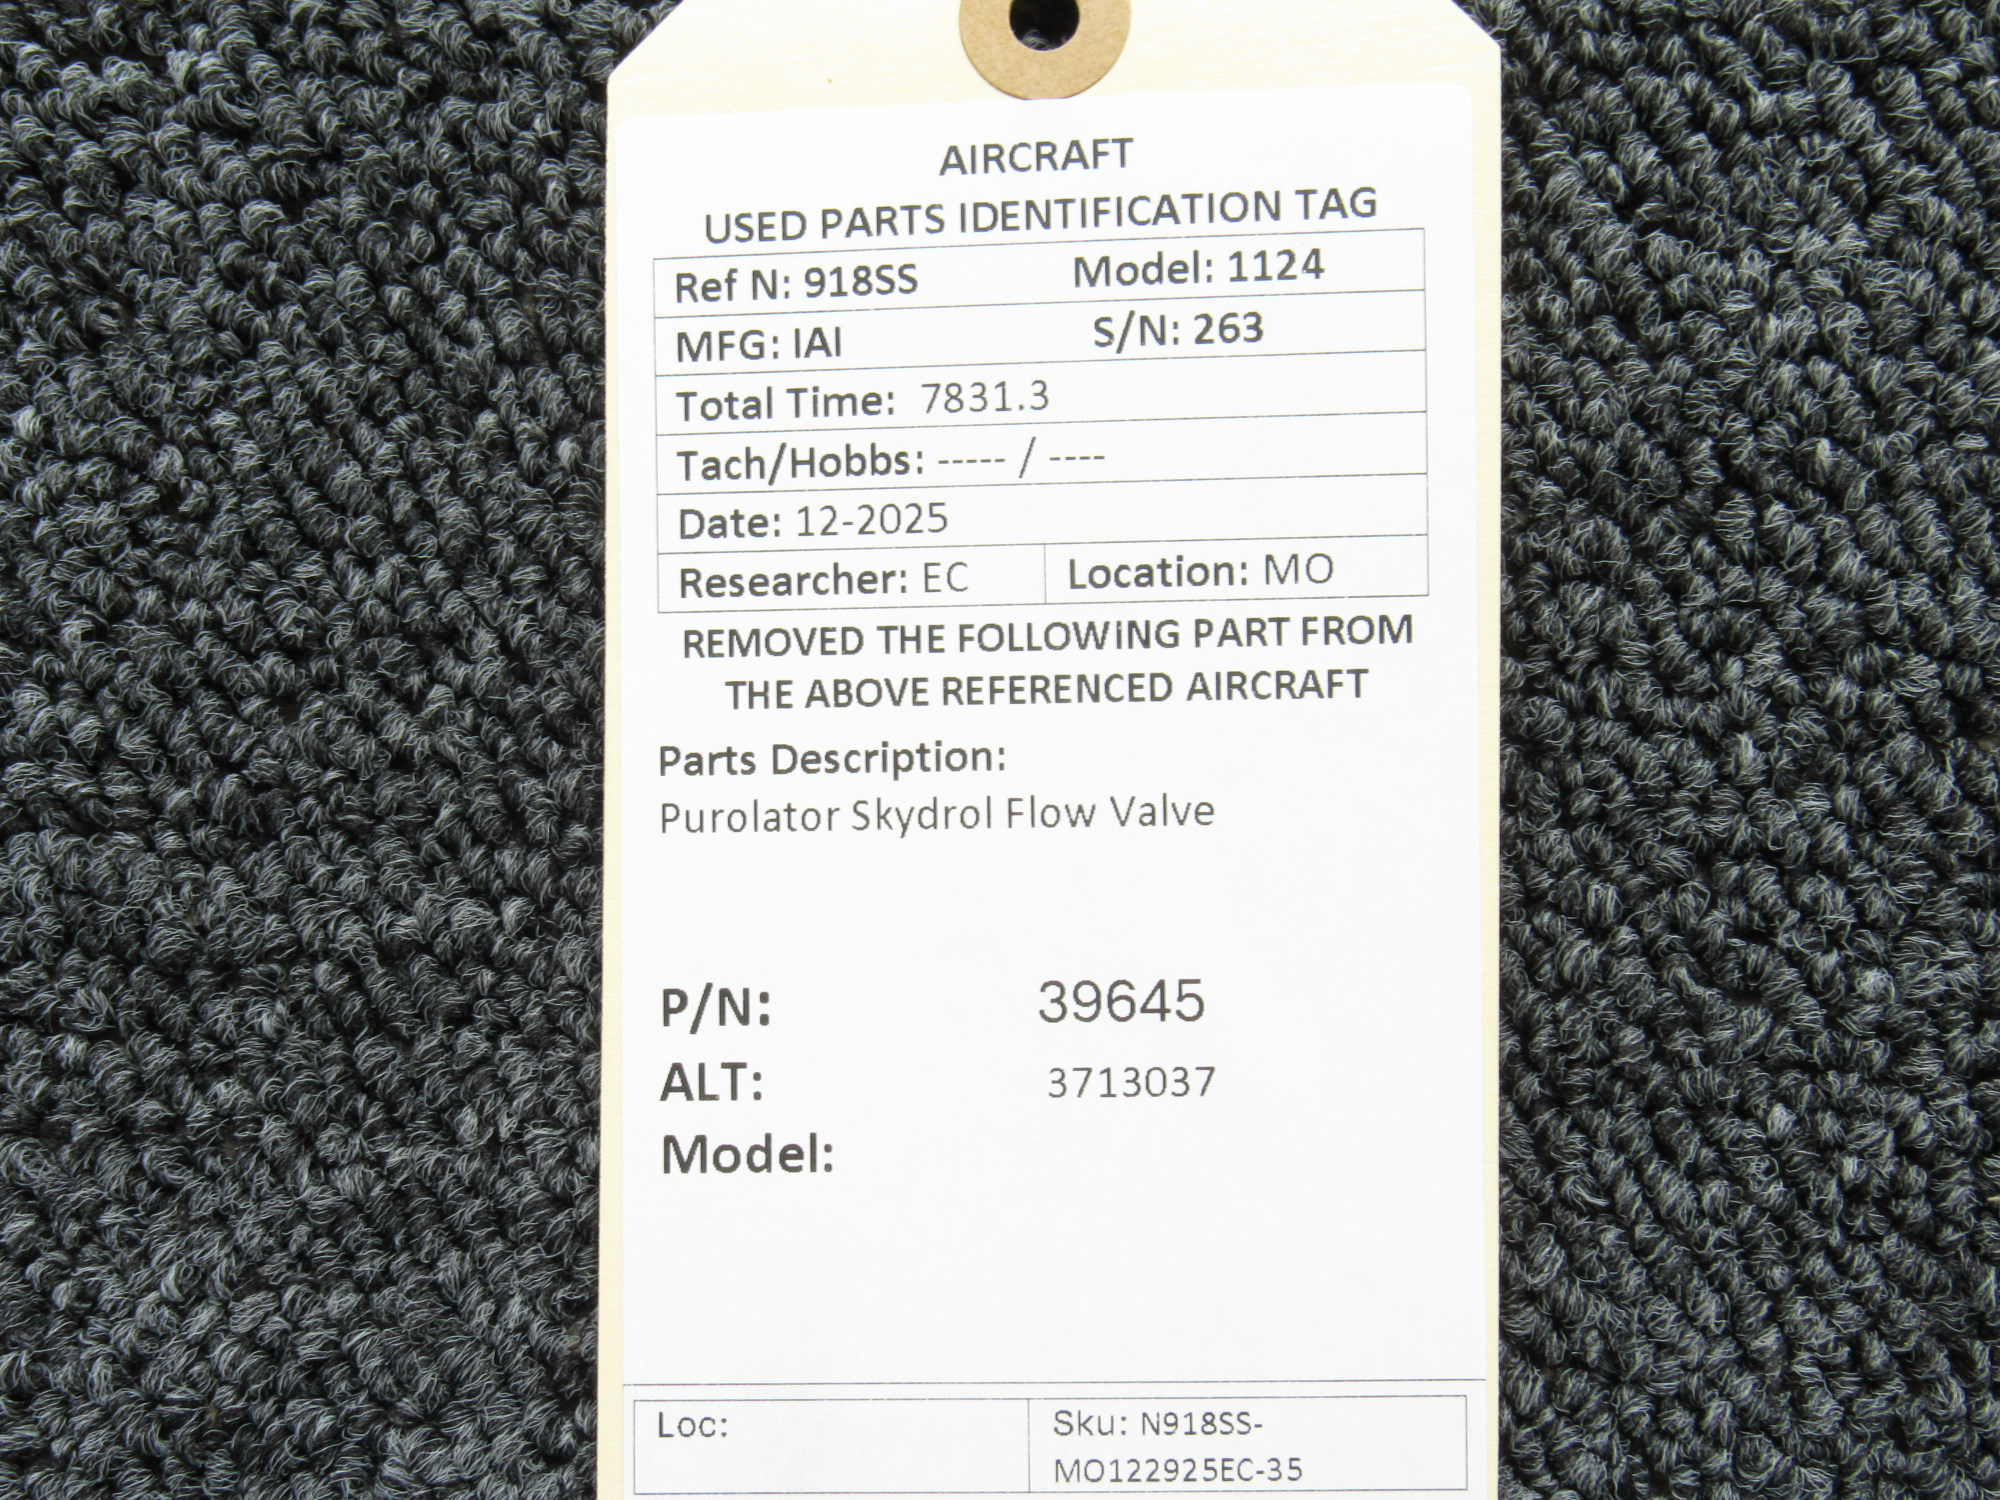 AIRCRAFT
USED PARTS IDENTIFICATION TAG
Ref N: 918SS Model: 1124
MFG: IAI S/N: 263
Total Time: 7831.3
Tach/Hobbs: ----- / ----
Date: 12-2025
Researcher: EC Location: MO
REMOVED THE FOLLOWING PART FROM
THE ABOVE REFERENCED AIRCRAFT
Parts Description:
Purolator Skydrol Flow Valve
P/N: 39645
ALT: 3713037
Model:
Loc: Sku: N918SS-
MO122925EC-35